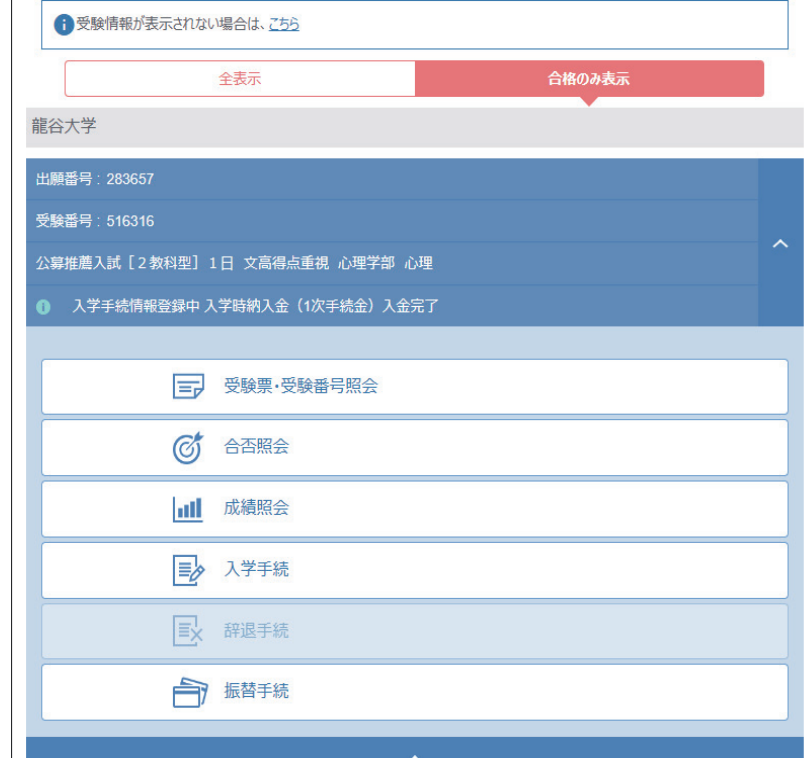 受験情報が表示されない場合は、こちら
全表示
合格のみ表示
龍谷大学
出願番号：283657
受験番号：516316
公募推薦入試［２教科型］１日 文高得点重視 心理学部 心理
入学手続情報登録中 入学時納入金（1次手続金）入金完了
受験票・受験番号照会
合否照会
成績照会
入学手続
辞退手続
振替手続